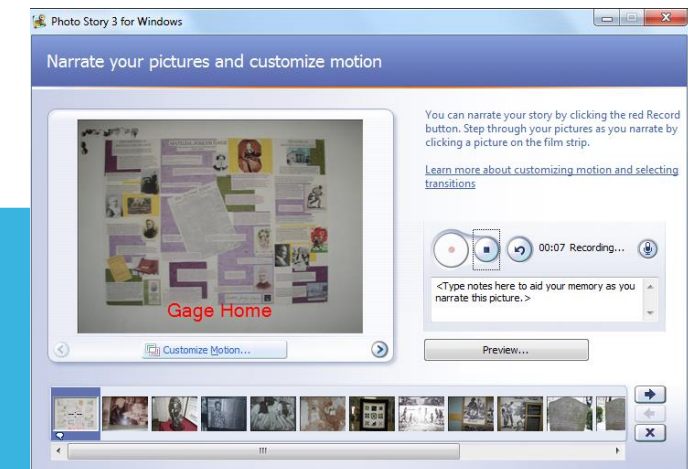 Photo Story 3 for Windows
Narrate your pictures and customize motion
You can narrate your story by clicking the red Record
button. Step through your pictures as you narrate by
clicking a picture on the film strip.
Learn more about customizing motion and selecting
transitions
00:07 Recording...
<Type notes here to aid your memory as you
narrate this picture.>
Gage Home
Customize Motion...
Preview...